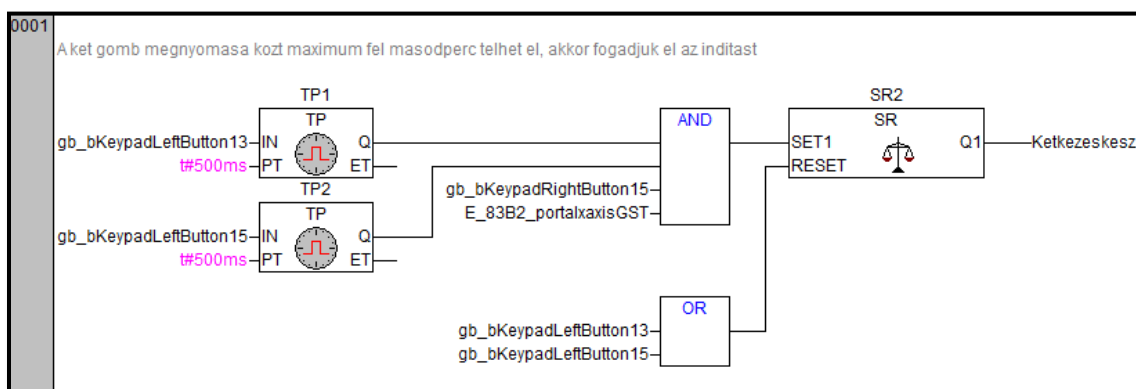 0001
A ket gomb megnyomasa kozt maximum fel masodperc telhet el, akkor fogadjuk el az inditast
TP1
TP
gb_bKeypadLeftButton13
IN
Q
t#500ms
PT
ET
TP2
TP
gb_bKeypadLeftButton15
IN
Q
t#500ms
PT
ET
AND
gb_bKeypadRightButton15
E_83B2_portalxaxisGST
SR2
SR
SET1
Q1
Ketkezeskesz
RESET
OR
gb_bKeypadLeftButton13
gb_bKeypadLeftButton15